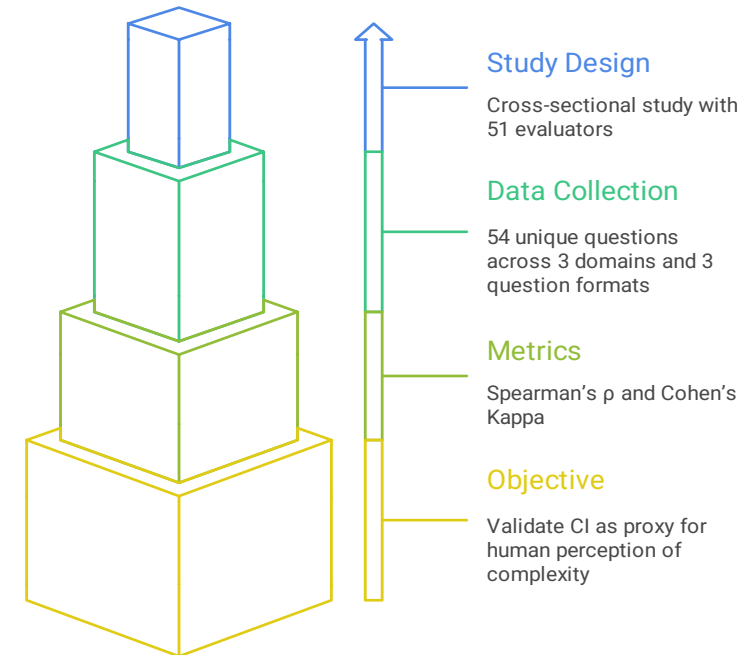 Study Design
Cross-sectional study with
51 evaluators
Data Collection
54 unique questions
across 3 domains and 3
question formats
Metrics
Spearman’s ρ and Cohen’s
Kappa
Objective
Validate CI as proxy for
human perception of
complexity